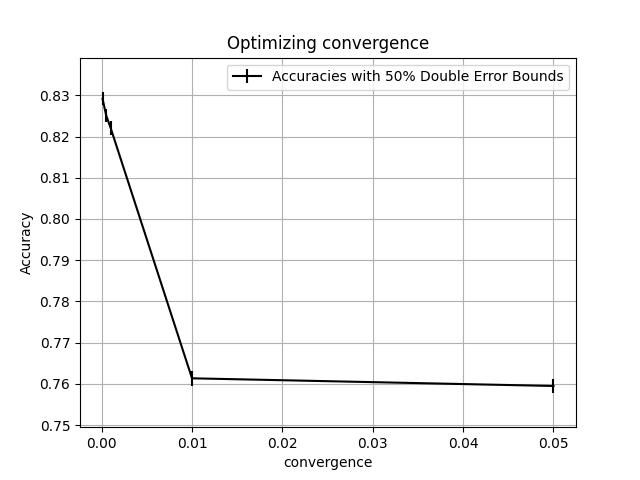 Optimizing convergence
Accuracies with 50% Double Error Bounds
0.83
0.82
0.81
0.80
0.79
0.78
0.77
0.76
0.75
Accuracy
0.00 0.01 0.02 0.03 0.04 0.05
convergence